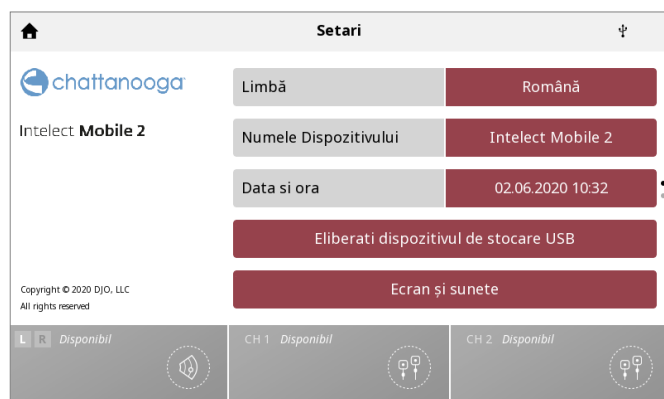 Setari
chattanooga
Intelect Mobile 2
Limbă Română
Numele Dispozitivului Intelect Mobile 2
Data si ora 02.06.2020 10:32
Eliberati dispozitivul de stocare USB
Ecran și sunete
Copyright © 2020 DJO, LLC
All rights reserved
L R Disponibil
CH 1 Disponibil
CH 2 Disponibil